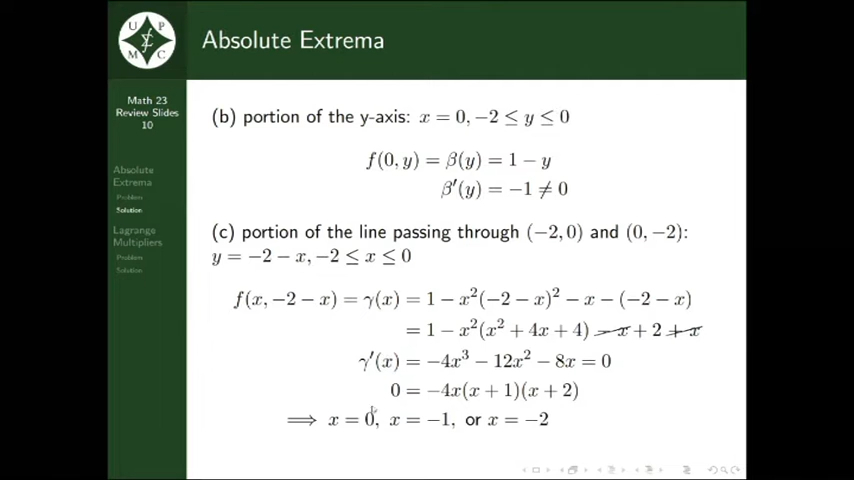 U P
M C
Absolute Extrema
Math 23
Review Slides
10
Absolute
Extrema
Problem
Solution
Lagrange
Multipliers
Problem
Solution
(b) portion of the y-axis: x = 0, −2 ≤ y ≤ 0
f(0, y) = β(y) = 1 − y
β′(y) = −1 ≠ 0
(c) portion of the line passing through (−2, 0) and (0, −2):
y = −2 − x, −2 ≤ x ≤ 0
f(x, −2 − x) = γ(x) = 1 − x²(−2 − x)² − x − (−2 − x)
= 1 − x²(x² + 4x + 4) − x + 2 + x
γ′(x) = −4x³ − 12x² − 8x = 0
0 = −4x(x + 1)(x + 2)
⟹ x = 0, x = −1, or x = −2